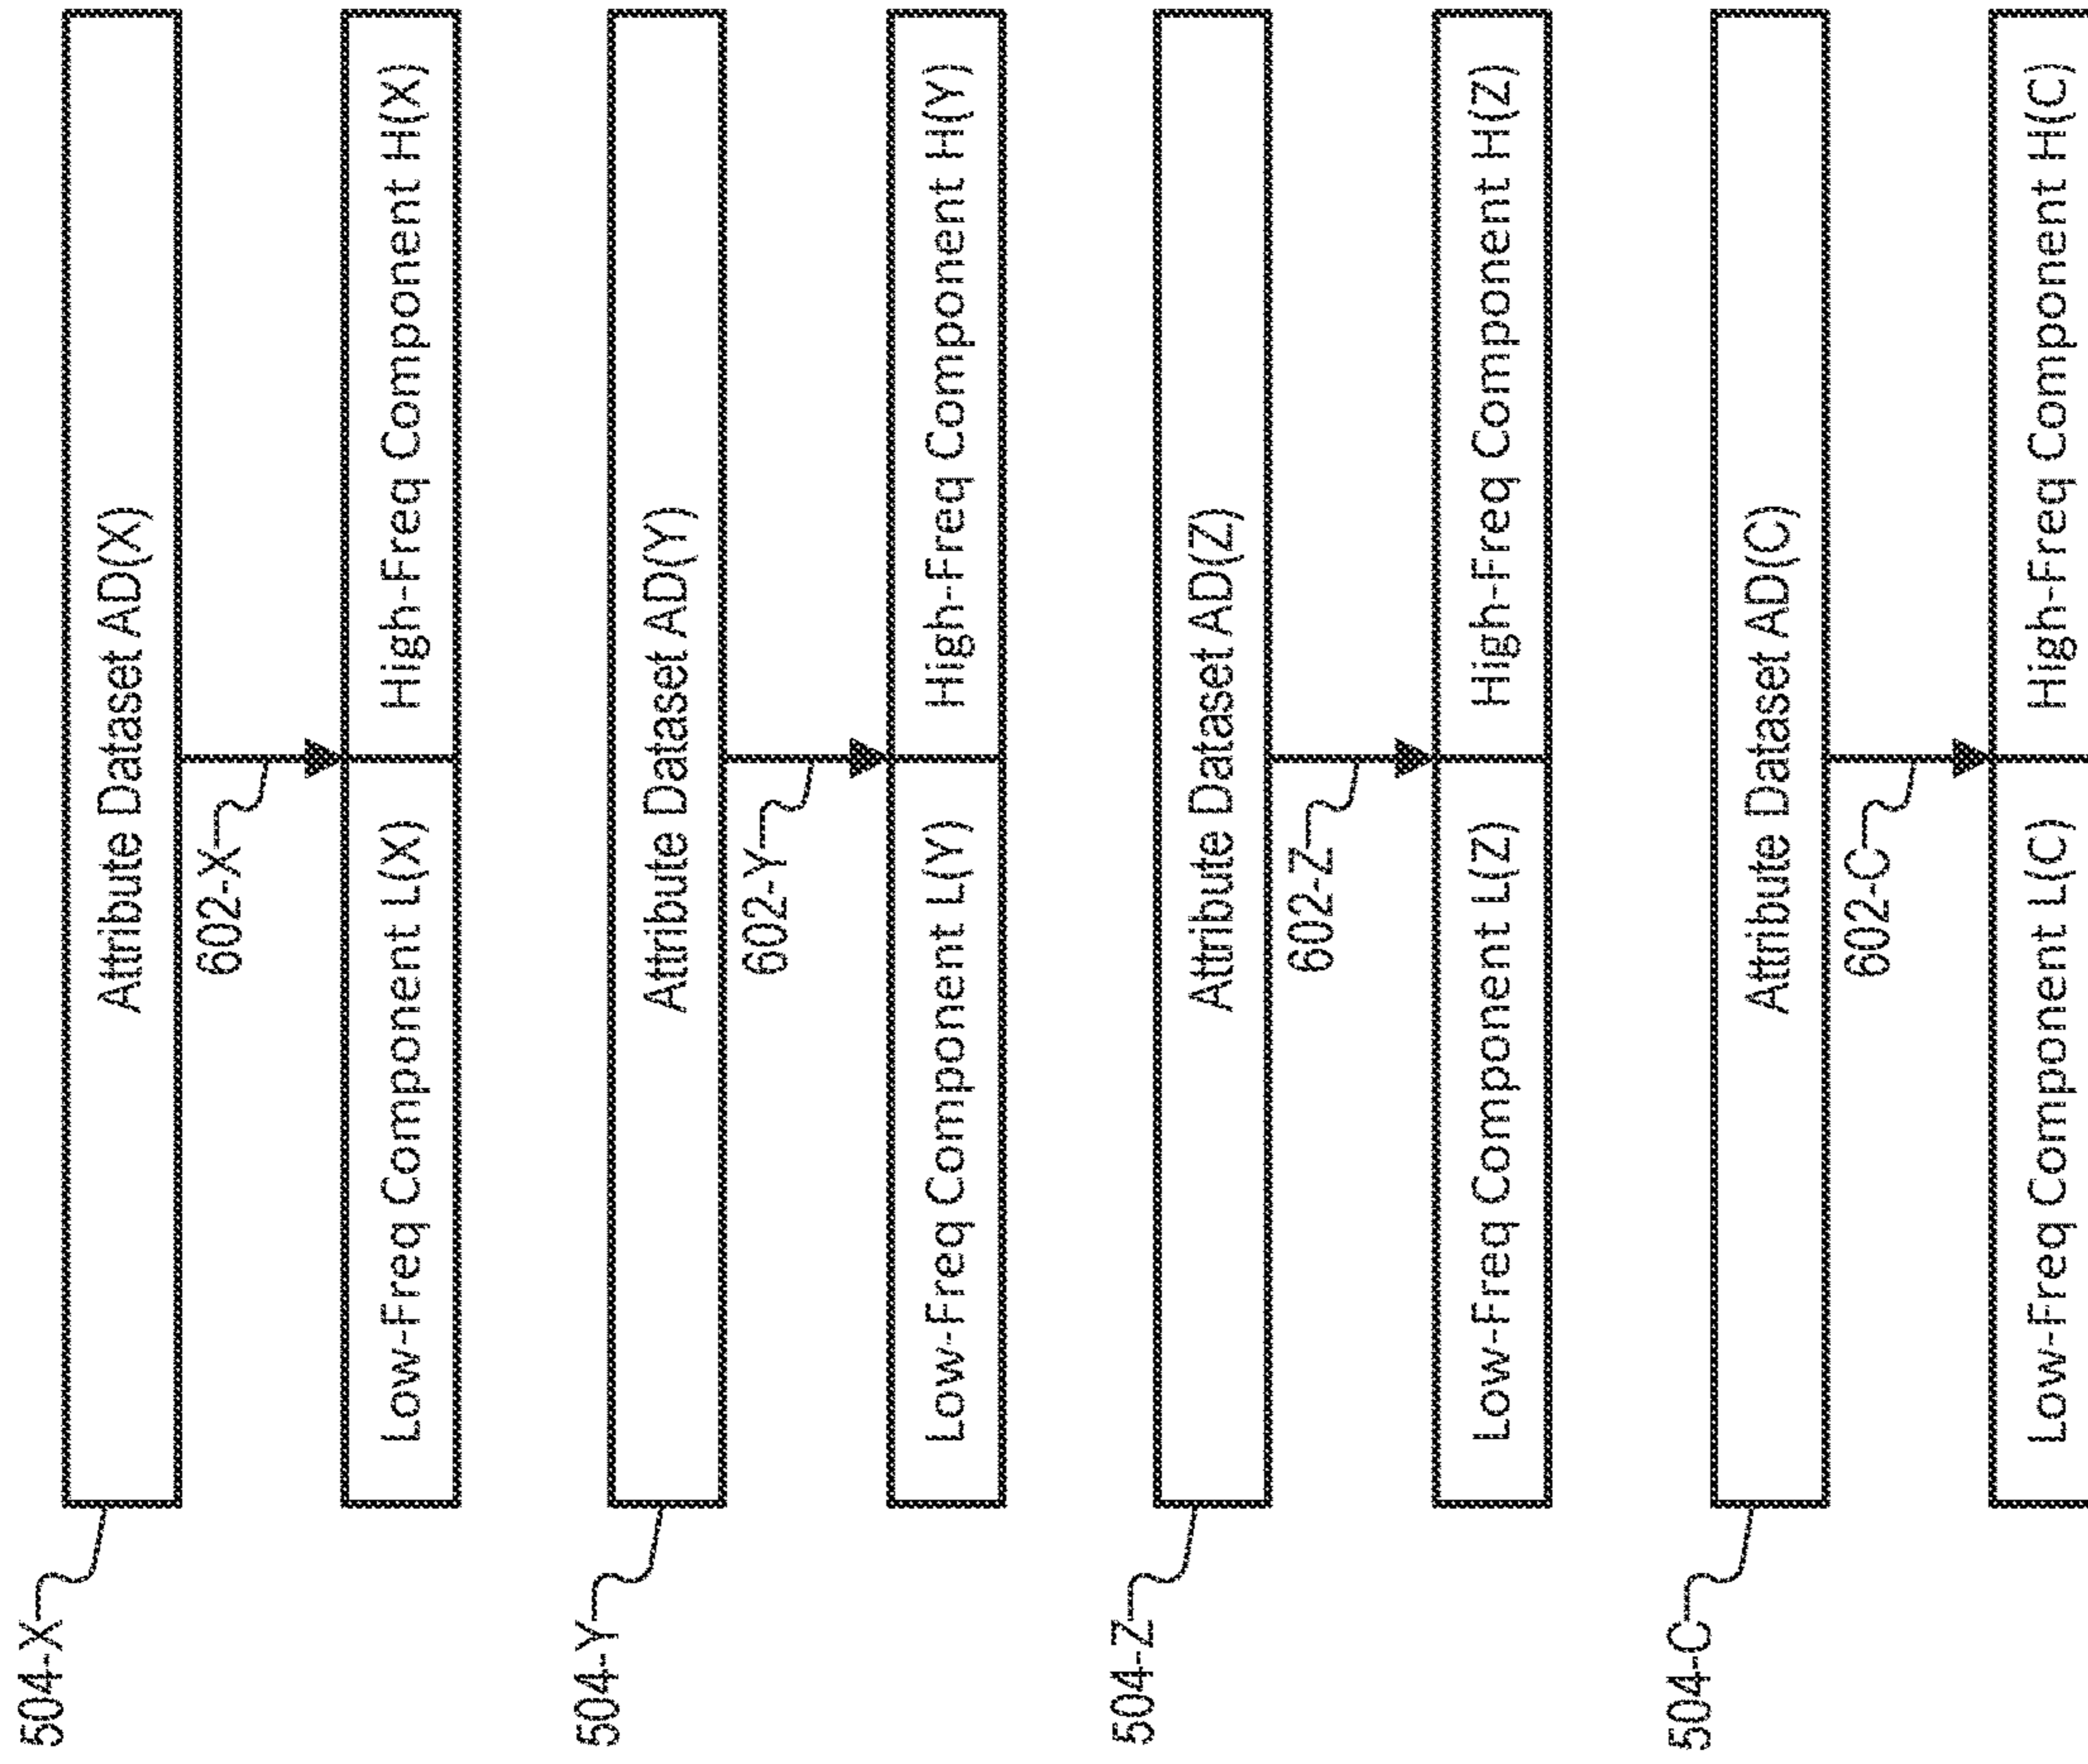 504-X
Attribute Dataset AD(X)
602-X
Low-Freq Component L(X)
High-Freq Component H(X)
504-Y
Attribute Dataset AD(Y)
602-Y
Low-Freq Component L(Y)
High-Freq Component H(Y)
504-Z
Attribute Dataset AD(Z)
602-Z
Low-Freq Component L(Z)
High-Freq Component H(Z)
504-C
Attribute Dataset AD(C)
602-C
Low-Freq Component L(C)
High-Freq Component H(C)